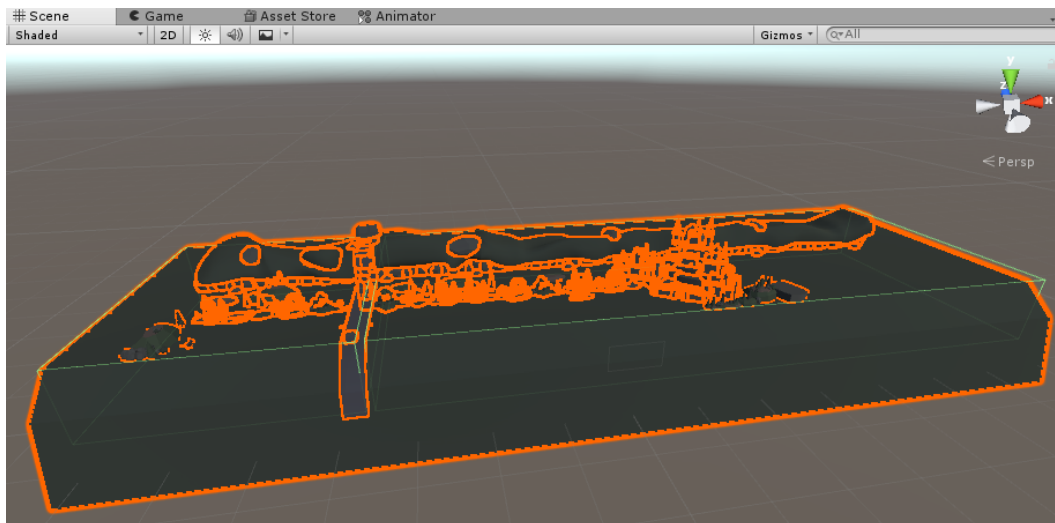 Scene Game Asset Store Animator
Shaded 2D Gizmos All
y
z x
Persp